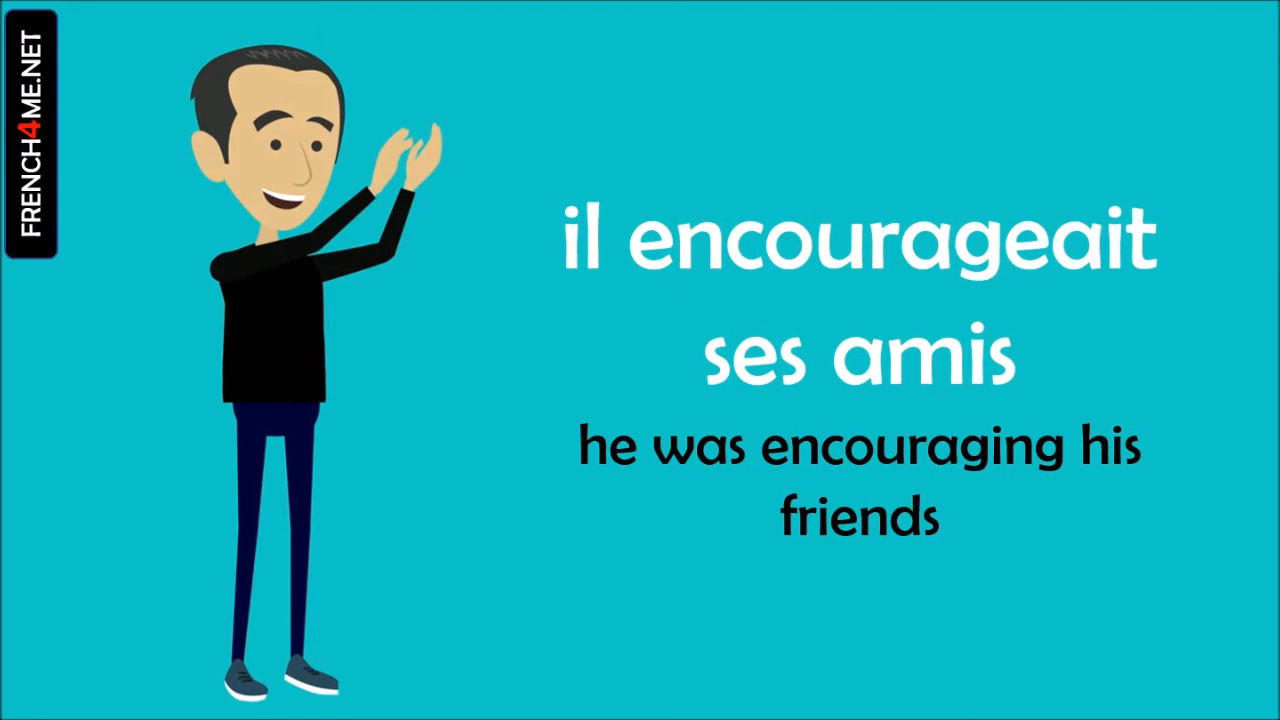 FRENCH4ME.NET
il encourageait
ses amis
he was encouraging his
friends